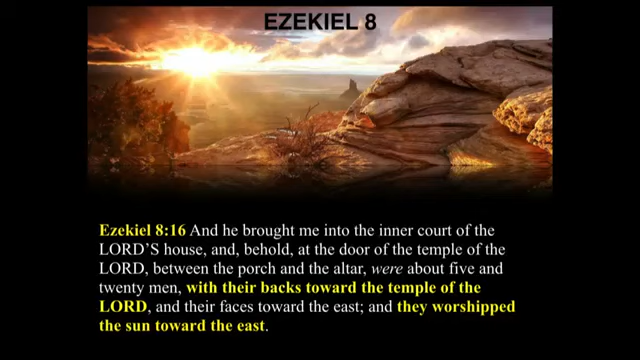 EZEKIEL 8
Ezekiel 8:16 And he brought me into the inner court of the
LORD'S house, and, behold, at the door of the temple of the
LORD, between the porch and the altar, were about five and
twenty men, with their backs toward the temple of the
LORD, and their faces toward the east; and they worshipped
the sun toward the east.